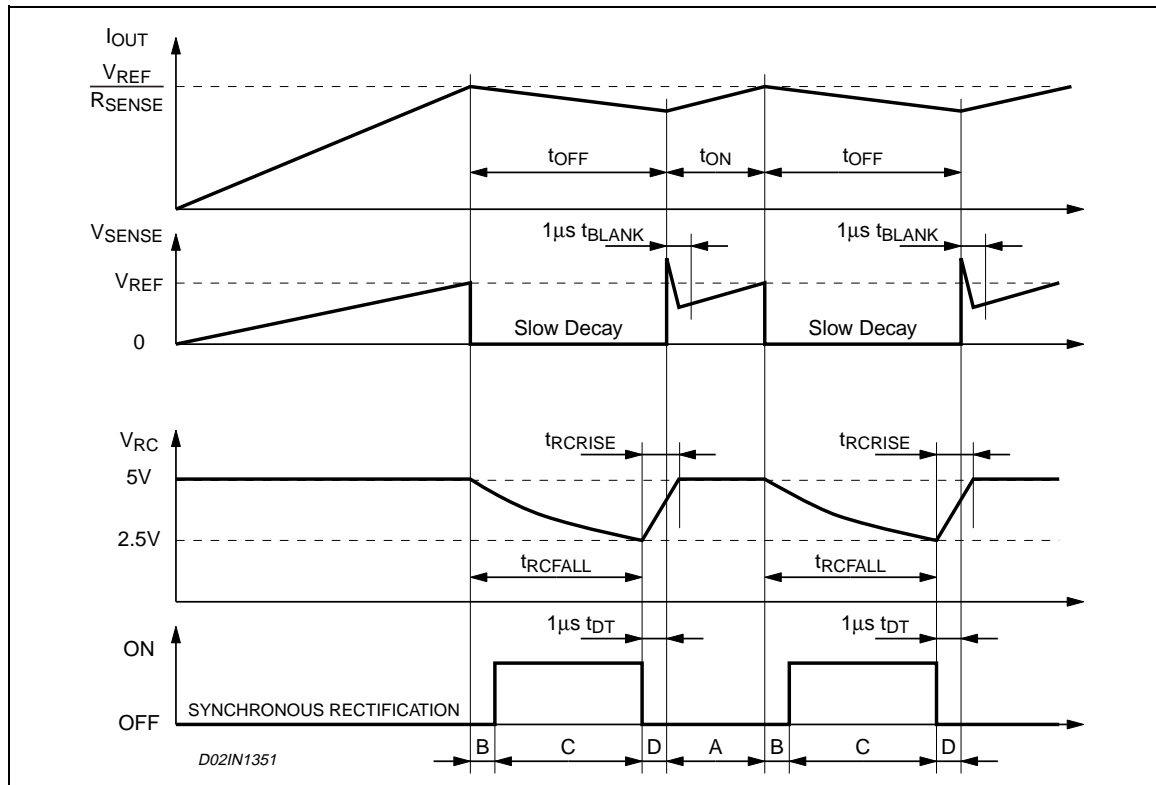 IOUT
VREF
RSENSE
tOFF tON tOFF
VSENSE
1μs tBLANK 1μs tBLANK
VREF
Slow Decay Slow Decay
0
VRC
tRCRISE tRCRISE
5V
2.5V
tRCFALL tRCFALL
1μs tDT 1μs tDT
ON
SYNCHRONOUS RECTIFICATION
OFF
B C D A B C D
D02IN1351